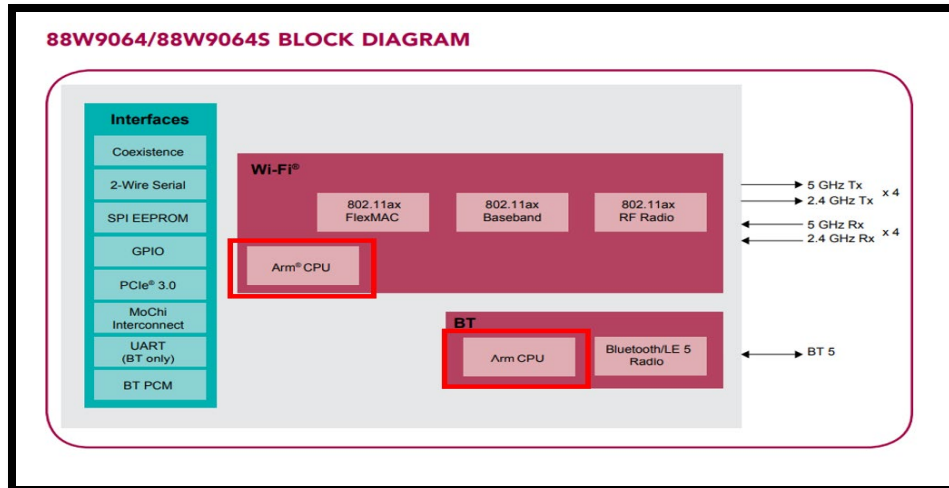 88W9064/88W9064S BLOCK DIAGRAM
Interfaces
Coexistence
2-Wire Serial
SPI EEPROM
GPIO
PCIe® 3.0
MoChi
Interconnect
UART
(BT only)
BT PCM
Wi-Fi®
802.11ax
FlexMAC
802.11ax
Baseband
802.11ax
RF Radio
Arm® CPU
BT
Arm CPU
Bluetooth/LE 5
Radio
5 GHz Tx
2.4 GHz Tx
x 4
5 GHz Rx
2.4 GHz Rx
x 4
BT 5